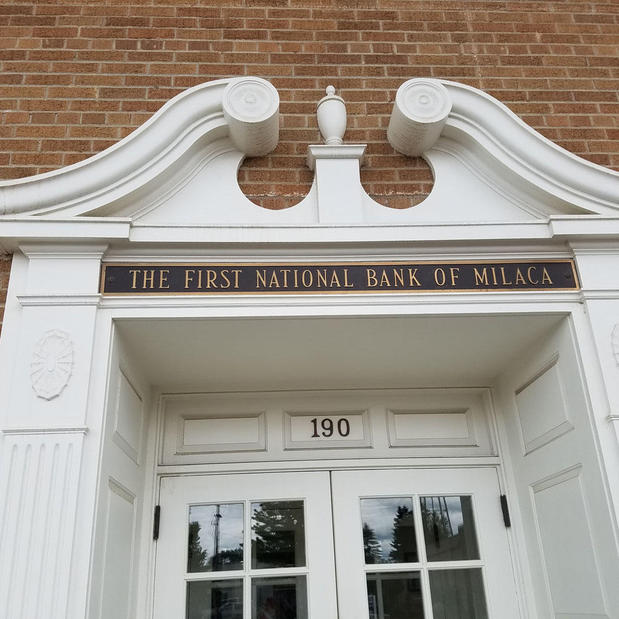 THE FIRST NATIONAL BANK OF MILACA
190